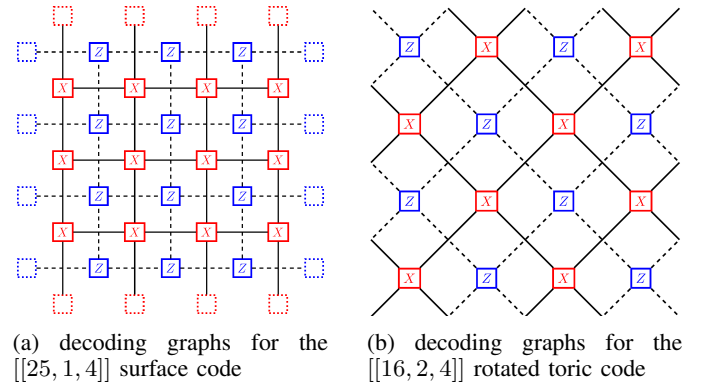 Z Z Z
X X X X
Z Z Z
X X X X
Z Z Z
X X X X
Z Z Z
(a) decoding graphs for the
[[25, 1, 4]] surface code
Z X Z X
X Z X Z
Z X Z X
X Z X Z
(b) decoding graphs for the
[[16, 2, 4]] rotated toric code